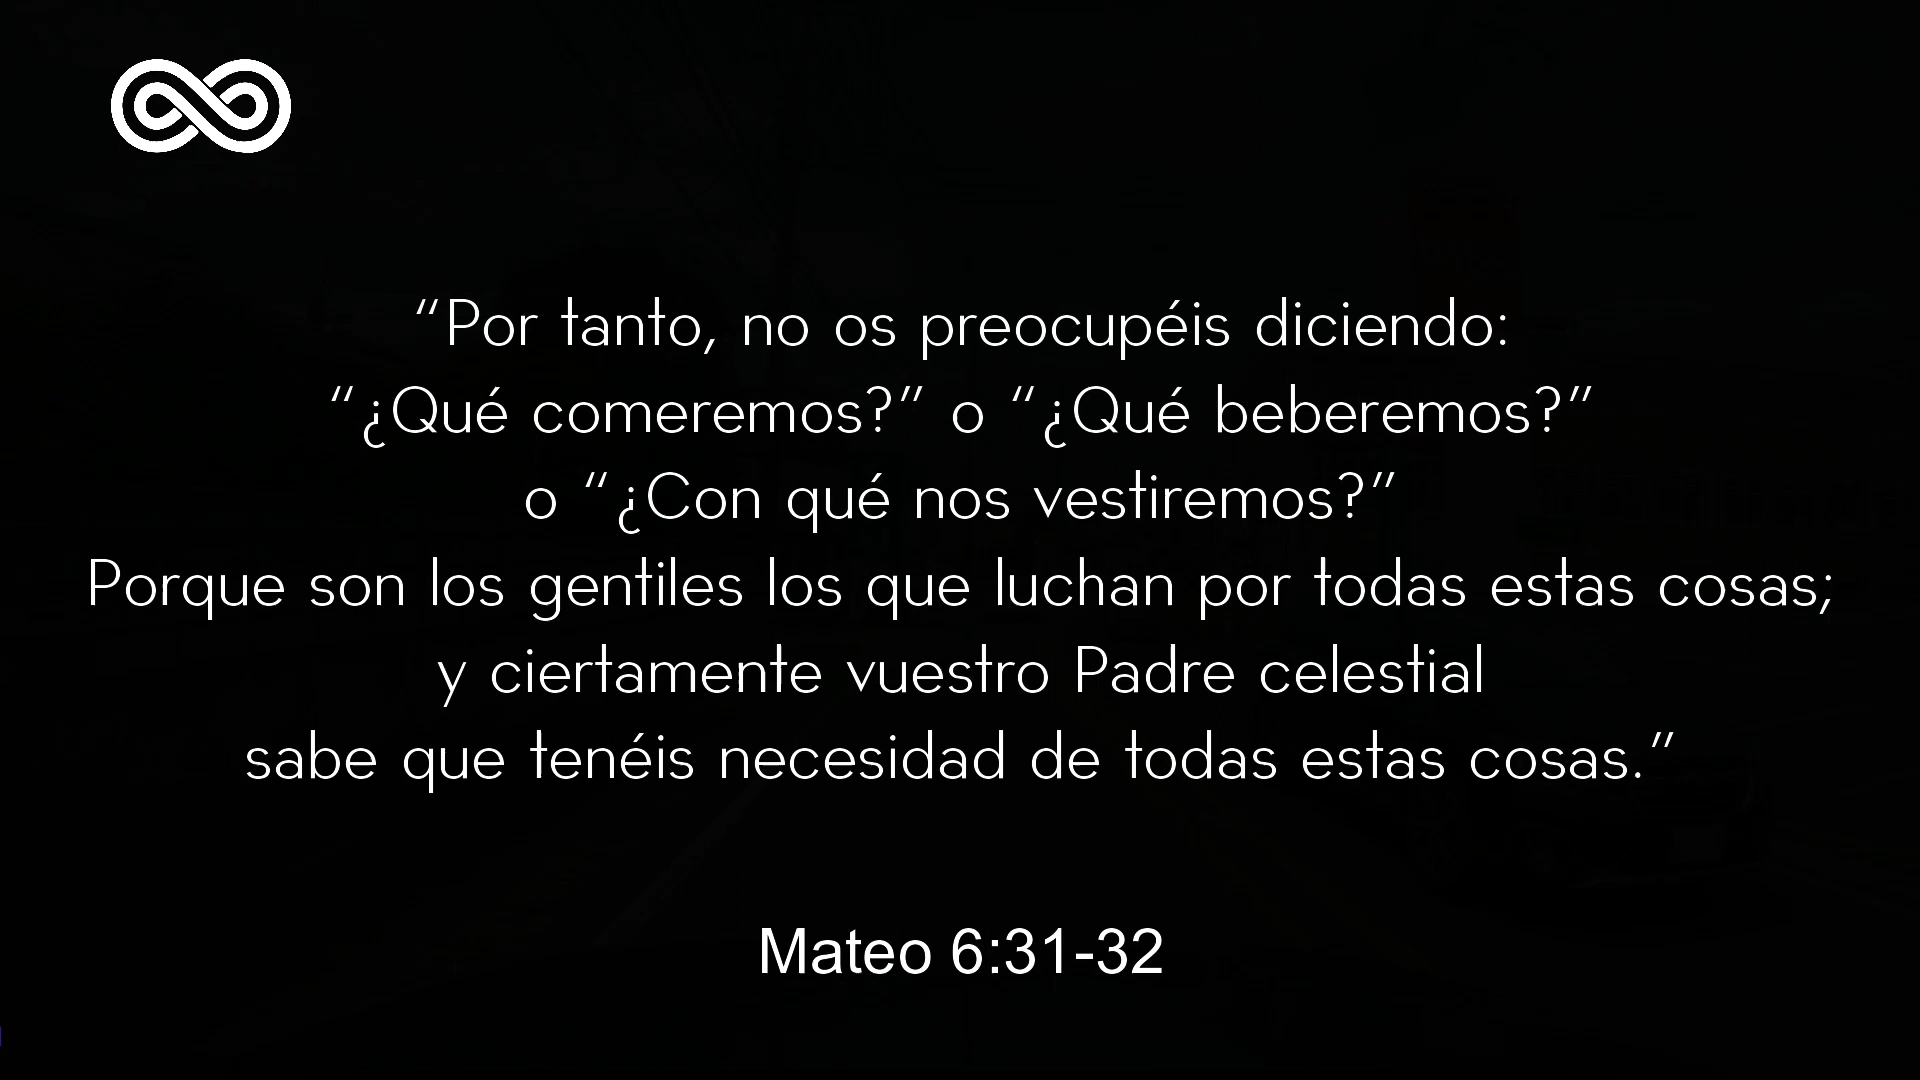 “Por tanto, no os preocupéis diciendo:
“¿Qué comeremos?” o “¿Qué beberemos?”
o “¿Con qué nos vestiremos?”
Porque son los gentiles los que luchan por todas estas cosas;
y ciertamente vuestro Padre celestial
sabe que tenéis necesidad de todas estas cosas.”
Mateo 6:31-32